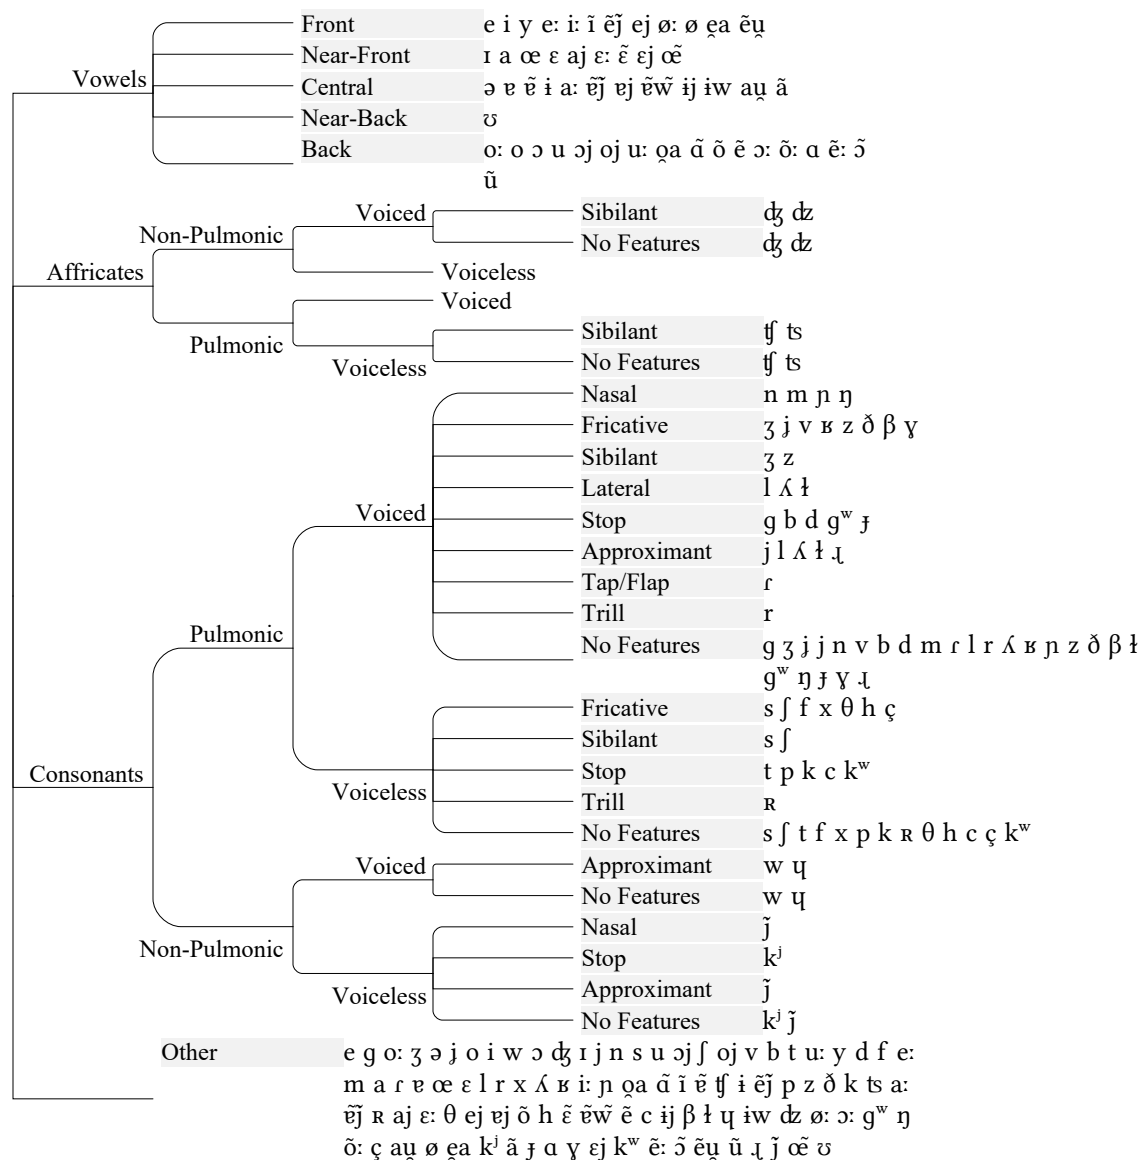 Front e i y eː iː ĩ ẽj̃ ej øː ø e̯a ẽu̯
Near-Front ɪ a œ ɛ aj ɛː ɛ̃ ɛj œ̃
Vowels
Central ə ɐ ɐ̃ ɨ aː ɐ̃j̃ ɐj ɐ̃w̃ ɨj ɨw au̯ ã
Near-Back ʊ
Back oː o ɔ u ɔj oj uː o̯a ɑ̃ õ ẽ ɔː õː ɑ ẽː ɔ̃
ũ
Voiced Sibilant ʤ ʣ
Non-Pulmonic No Features ʤ ʣ
Affricates Voiceless
Voiced
Pulmonic Sibilant ʧ ʦ
Voiceless No Features ʧ ʦ
Nasal n m ɲ ŋ
Fricative ʒ ʝ v ʁ z ð β ɣ
Sibilant ʒ z
Lateral l ʎ ɫ
Voiced Stop ɡ b d ɡʷ ɟ
Approximant j l ʎ ɫ ɻ
Tap/Flap ɾ
Trill r
Pulmonic No Features ɡ ʒ ʝ j n v b d m ɾ l r ʎ ʁ ɲ z ð β ɫ
ɡʷ ŋ ɟ ɣ ɻ
Fricative s ʃ f x θ h ç
Sibilant s ʃ
Consonants Stop t p k c kʷ
Voiceless Trill ʀ
No Features s ʃ t f x p k ʀ θ h c ç kʷ
Voiced Approximant w ɥ
No Features w ɥ
Non-Pulmonic Nasal j̃
Stop kʲ
Voiceless Approximant j̃
No Features kʲ j̃
Other e ɡ oː ʒ ə ʝ o i w ɔ ʤ ɪ j n s u ɔj ʃ oj v b t uː y d f eː
m a ɾ ɐ œ ɛ l r x ʎ ʁ iː ɲ o̯a ɑ̃ ĩ ɐ̃ ʧ ɨ ẽj̃ p z ð k ʦ aː
ɐ̃j̃ ʀ aj ɛː θ ej ɐj õ h ɛ̃ ɐ̃w̃ ẽ c ɨj β ɫ ɥ ɨw ʣ øː ɔː ɡʷ ŋ
õː ç au̯ ø e̯a kʲ ã ɟ ɑ ɣ ɛj kʷ ẽː ɔ̃ ẽu̯ ũ ɻ j̃ œ̃ ʊ